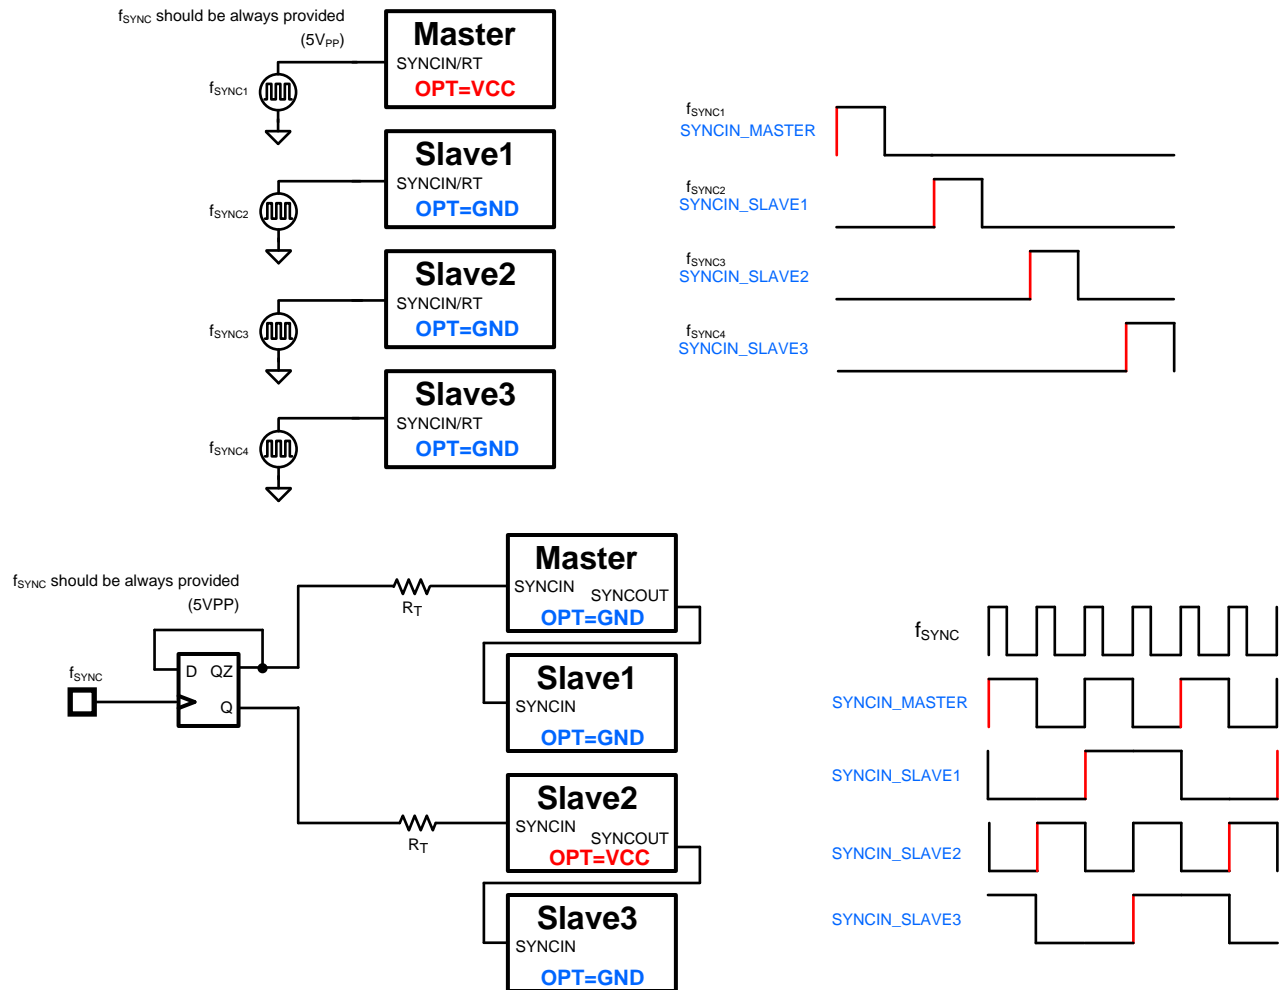 fSYNC should be always provided
(5VPP)
Master
SYNCIN/RT
OPT=VCC
fSYNC1
Slave1
SYNCIN/RT
OPT=GND
fSYNC2
Slave2
SYNCIN/RT
OPT=GND
fSYNC3
Slave3
SYNCIN/RT
OPT=GND
fSYNC4
fSYNC1
SYNCIN_MASTER
fSYNC2
SYNCIN_SLAVE1
fSYNC3
SYNCIN_SLAVE2
fSYNC4
SYNCIN_SLAVE3
fSYNC should be always provided
(5VPP)
fSYNC
D QZ
Q
RT
RT
Master
SYNCIN
SYNCOUT
OPT=GND
Slave1
SYNCIN
OPT=GND
Slave2
SYNCIN
SYNCOUT
OPT=VCC
Slave3
SYNCIN
OPT=GND
fSYNC
SYNCIN_MASTER
SYNCIN_SLAVE1
SYNCIN_SLAVE2
SYNCIN_SLAVE3